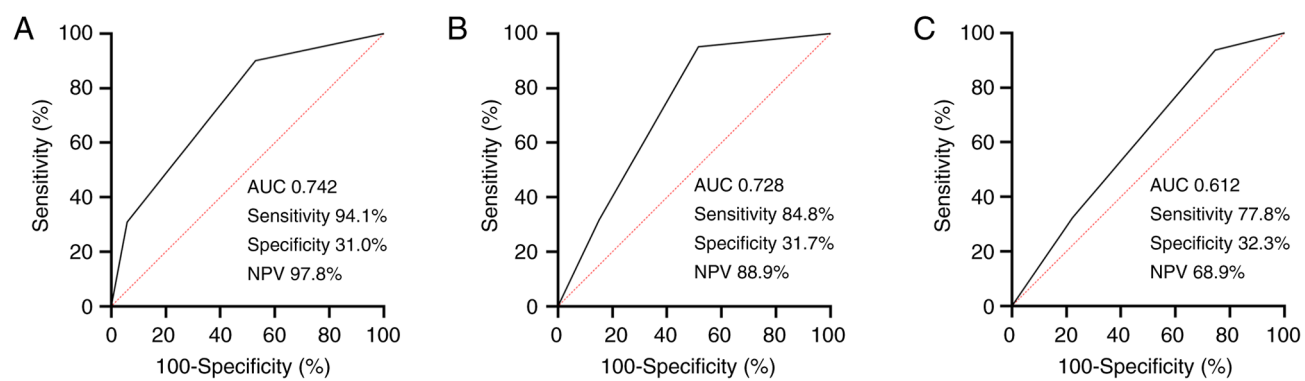 A
Sensitivity (%)
100
80
60
40
20
0
AUC 0.742
Sensitivity 94.1%
Specificity 31.0%
NPV 97.8%
0 20 40 60 80 100
100-Specificity (%)
B
Sensitivity (%)
100
80
60
40
20
0
AUC 0.728
Sensitivity 84.8%
Specificity 31.7%
NPV 88.9%
0 20 40 60 80 100
100-Specificity (%)
C
Sensitivity (%)
100
80
60
40
20
0
AUC 0.612
Sensitivity 77.8%
Specificity 32.3%
NPV 68.9%
0 20 40 60 80 100
100-Specificity (%)